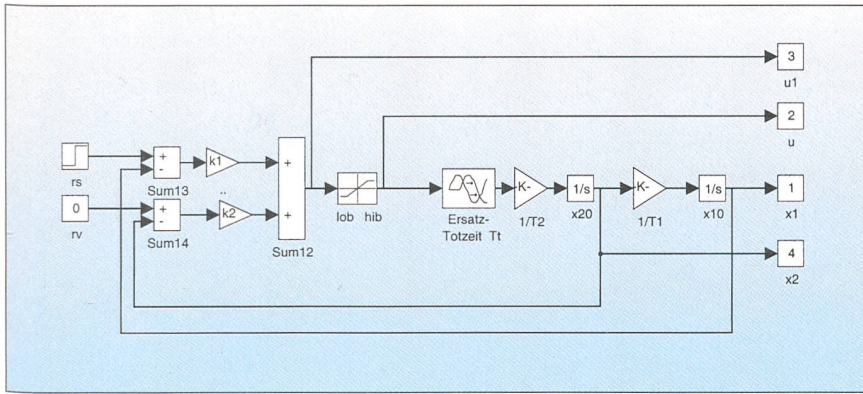 3
u1
2
u
rs
+
-
Sum13
k1
..
0
rv
+
-
Sum14
k2
+
+
Sum12
lob hib
Ersatz-
Totzeit Tt
K-
1/T2
1/s
x20
K-
1/T1
1/s
x10
1
x1
4
x2